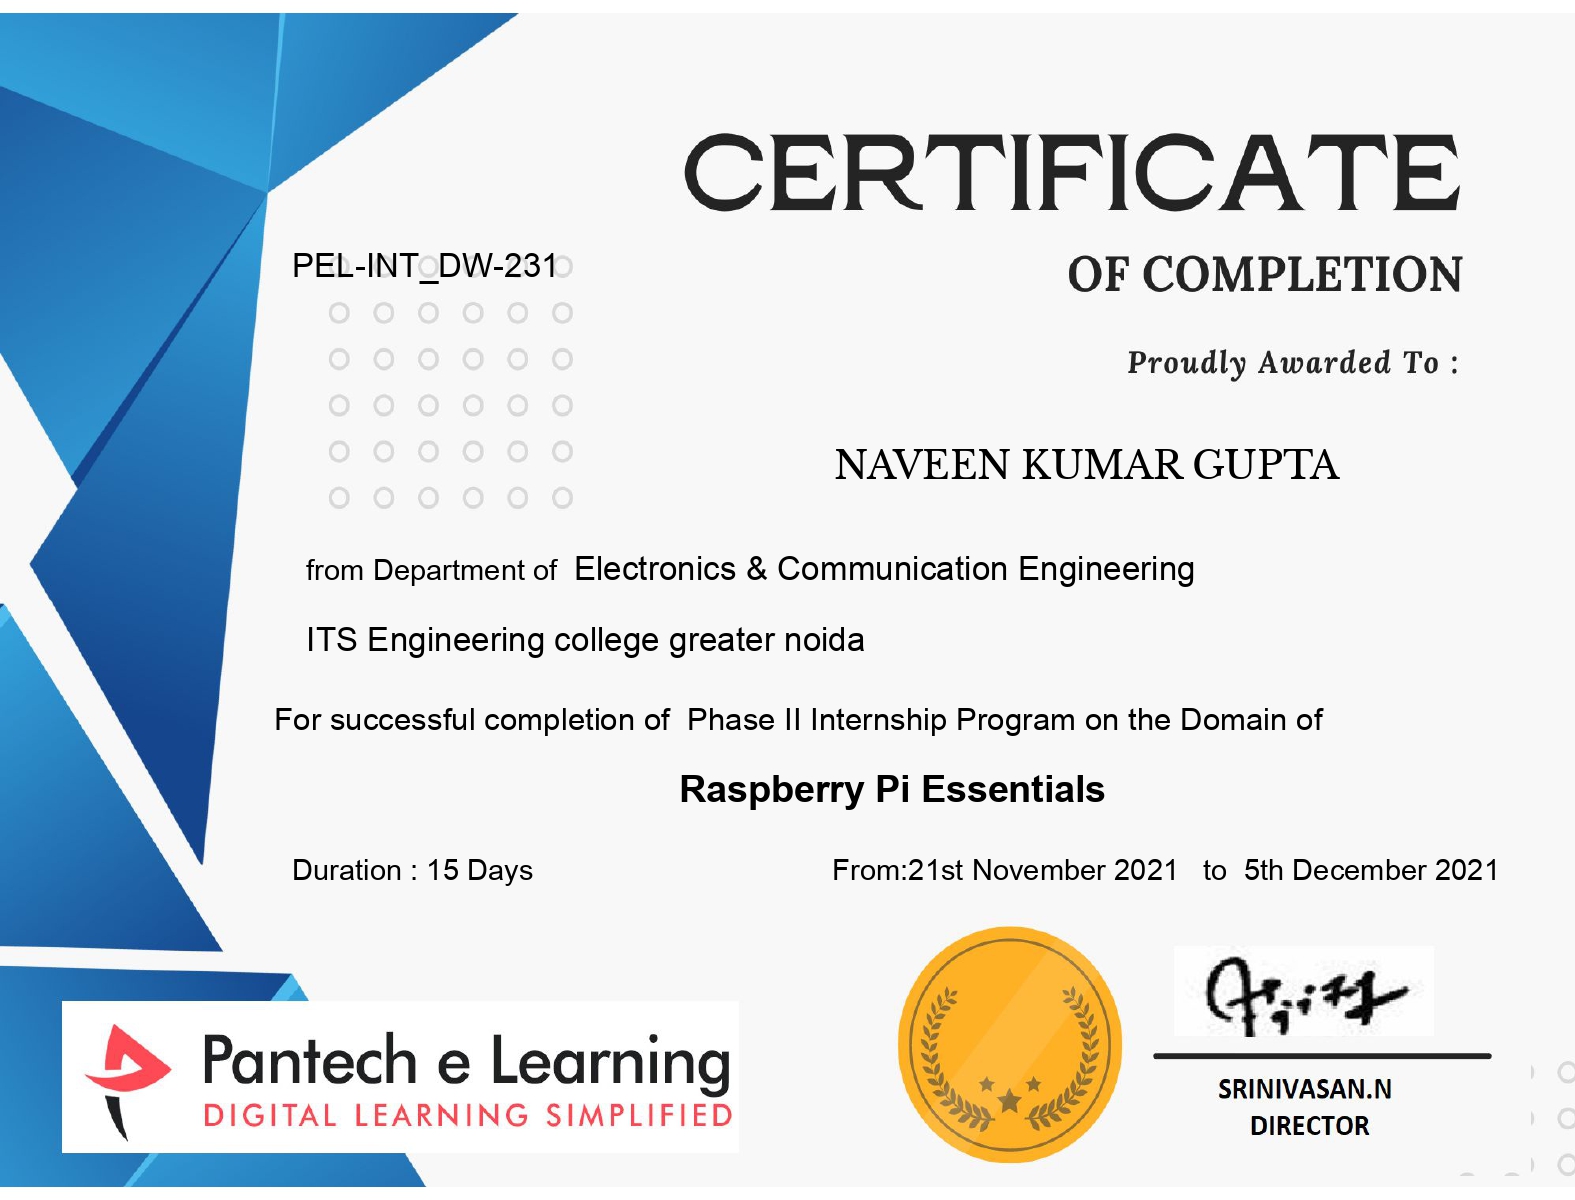 CERTIFICATE
PEL-INT_DW-231
OF COMPLETION
Proudly Awarded To :
NAVEEN KUMAR GUPTA
from Department of Electronics & Communication Engineering
ITS Engineering college greater noida
For successful completion of Phase II Internship Program on the Domain of
Raspberry Pi Essentials
Duration : 15 Days
From:21st November 2021 to 5th December 2021
Pantech e Learning
DIGITAL LEARNING SIMPLIFIED
SRINIVASAN.N
DIRECTOR